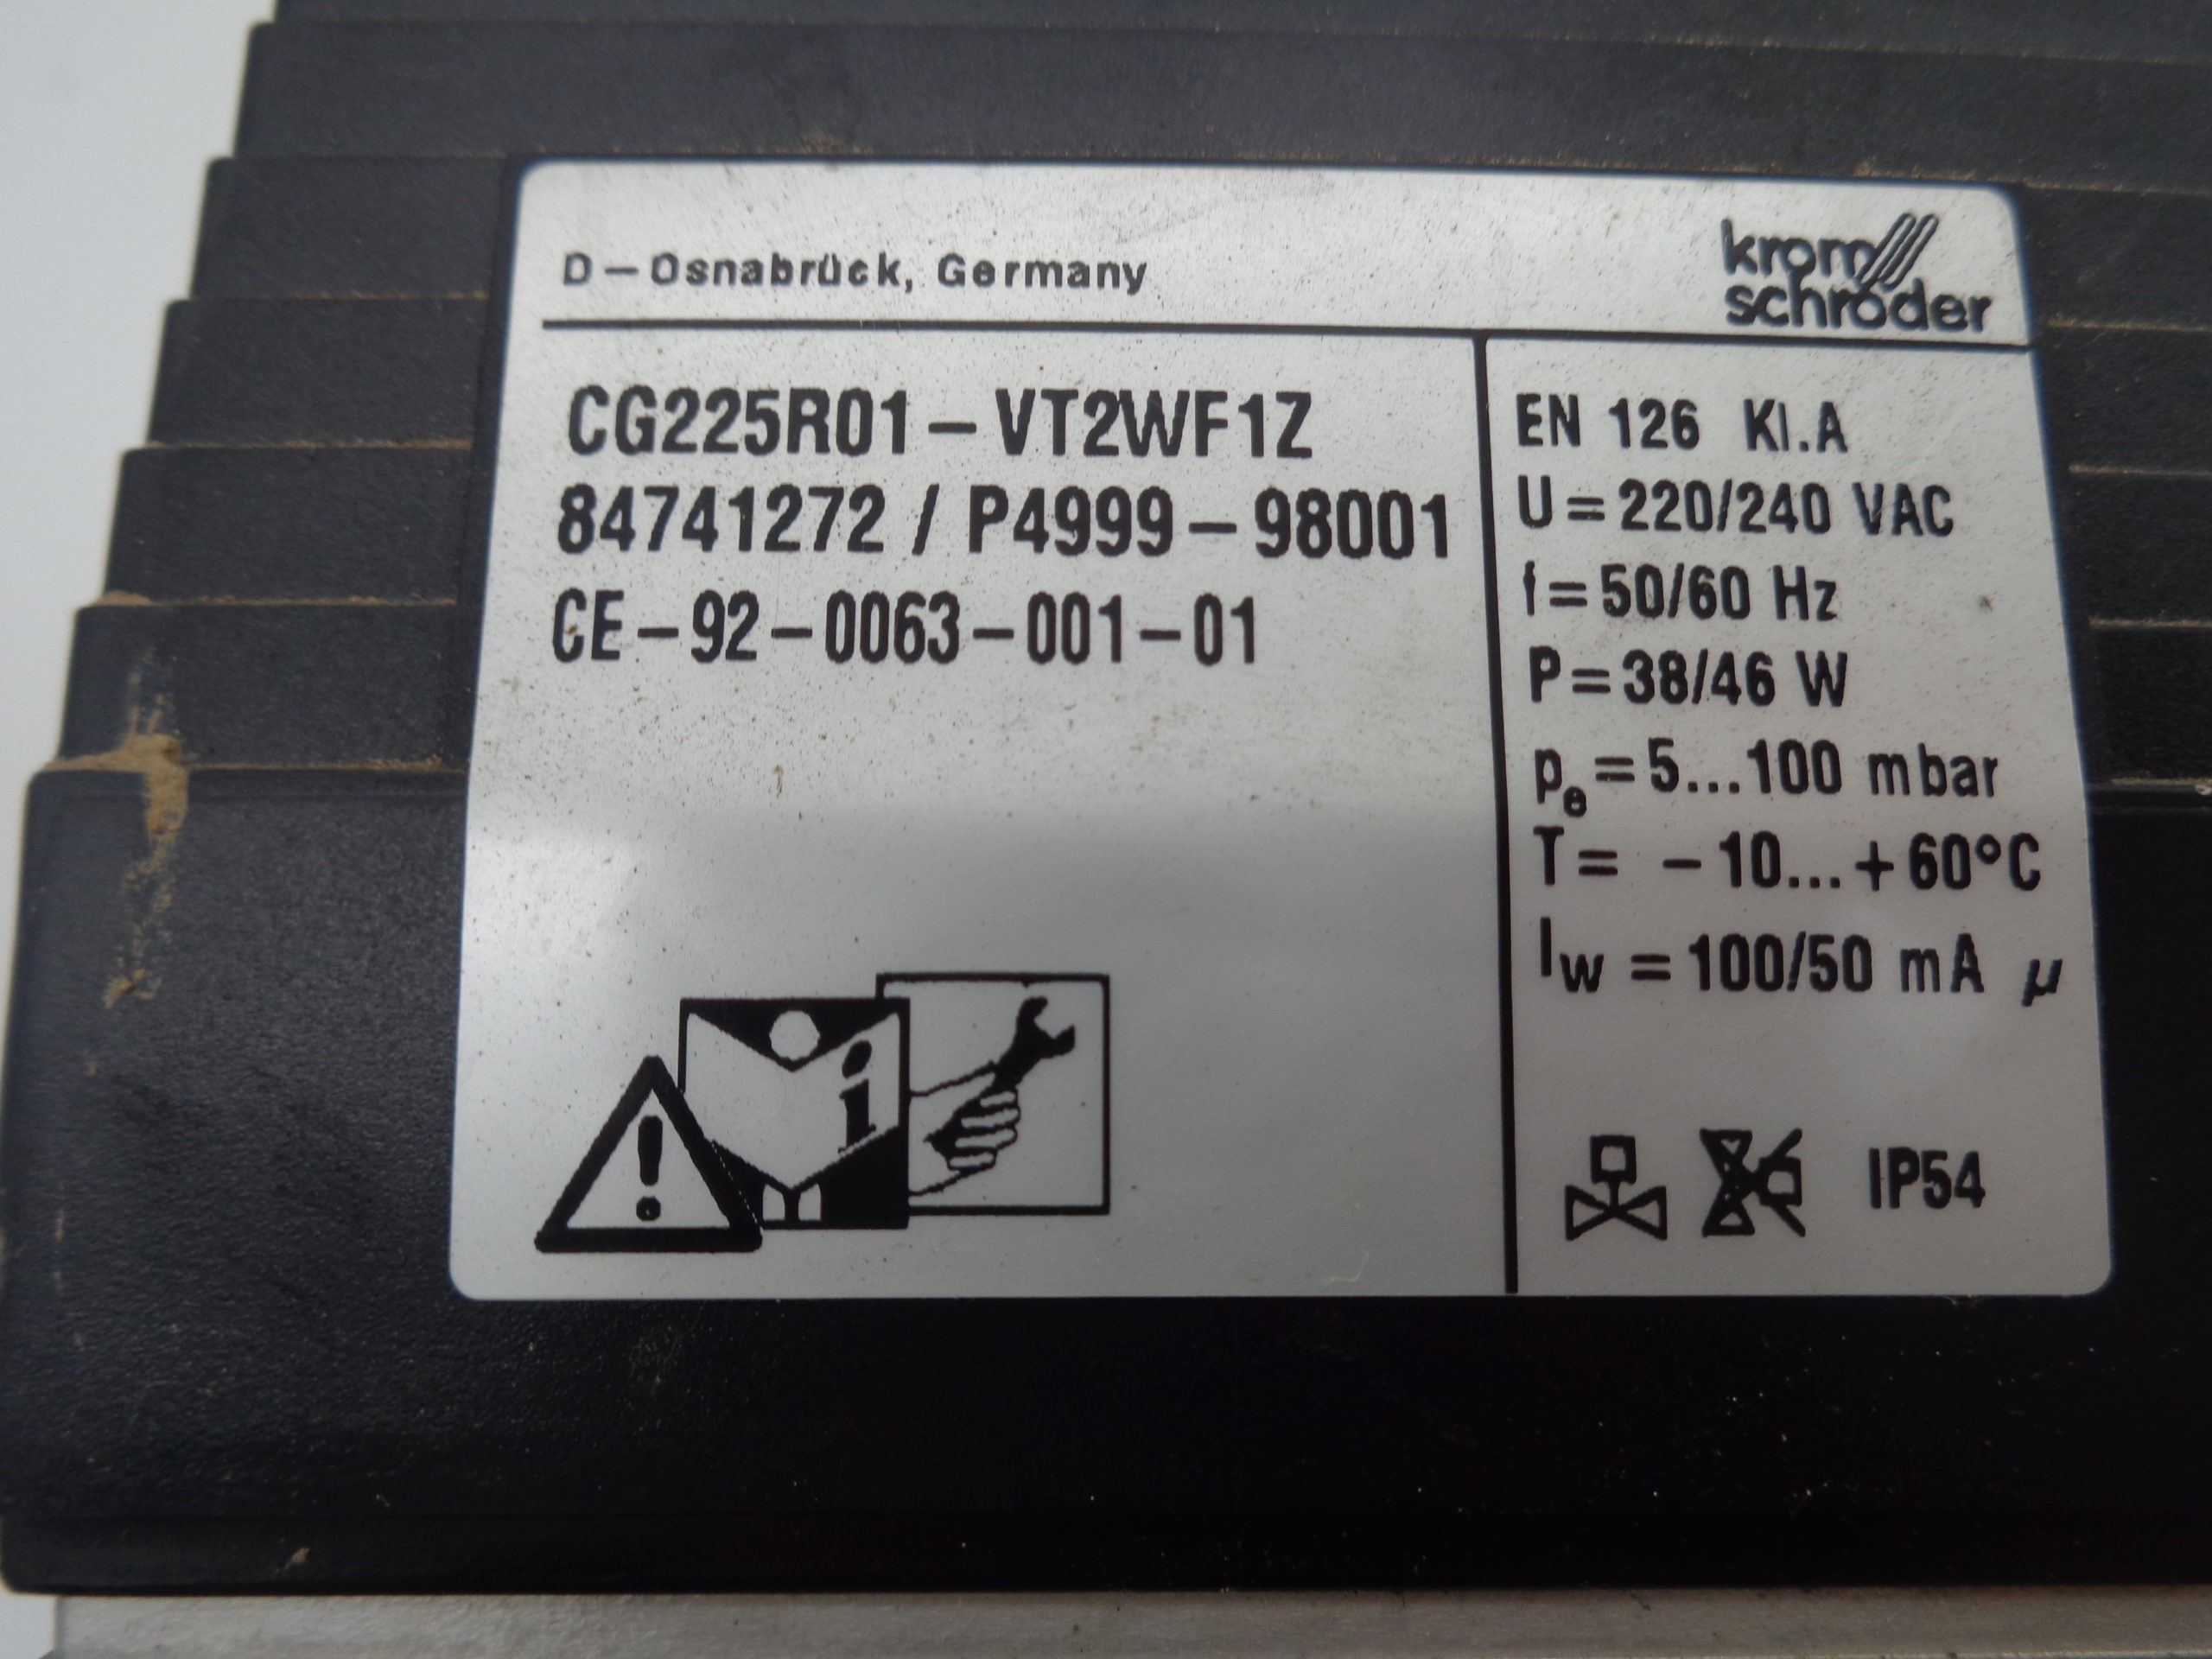 D-Osnabrück, Germany
krom
schröder
CG225R01-VT2WF1Z
84741272 / P4999-98001
CE-92-0063-001-01
EN 126 Kl.A
U=220/240 VAC
f=50/60 Hz
P=38/46 W
pe=5...100 mbar
T= -10...+60°C
Iw =100/50 mA µ
i
IP54